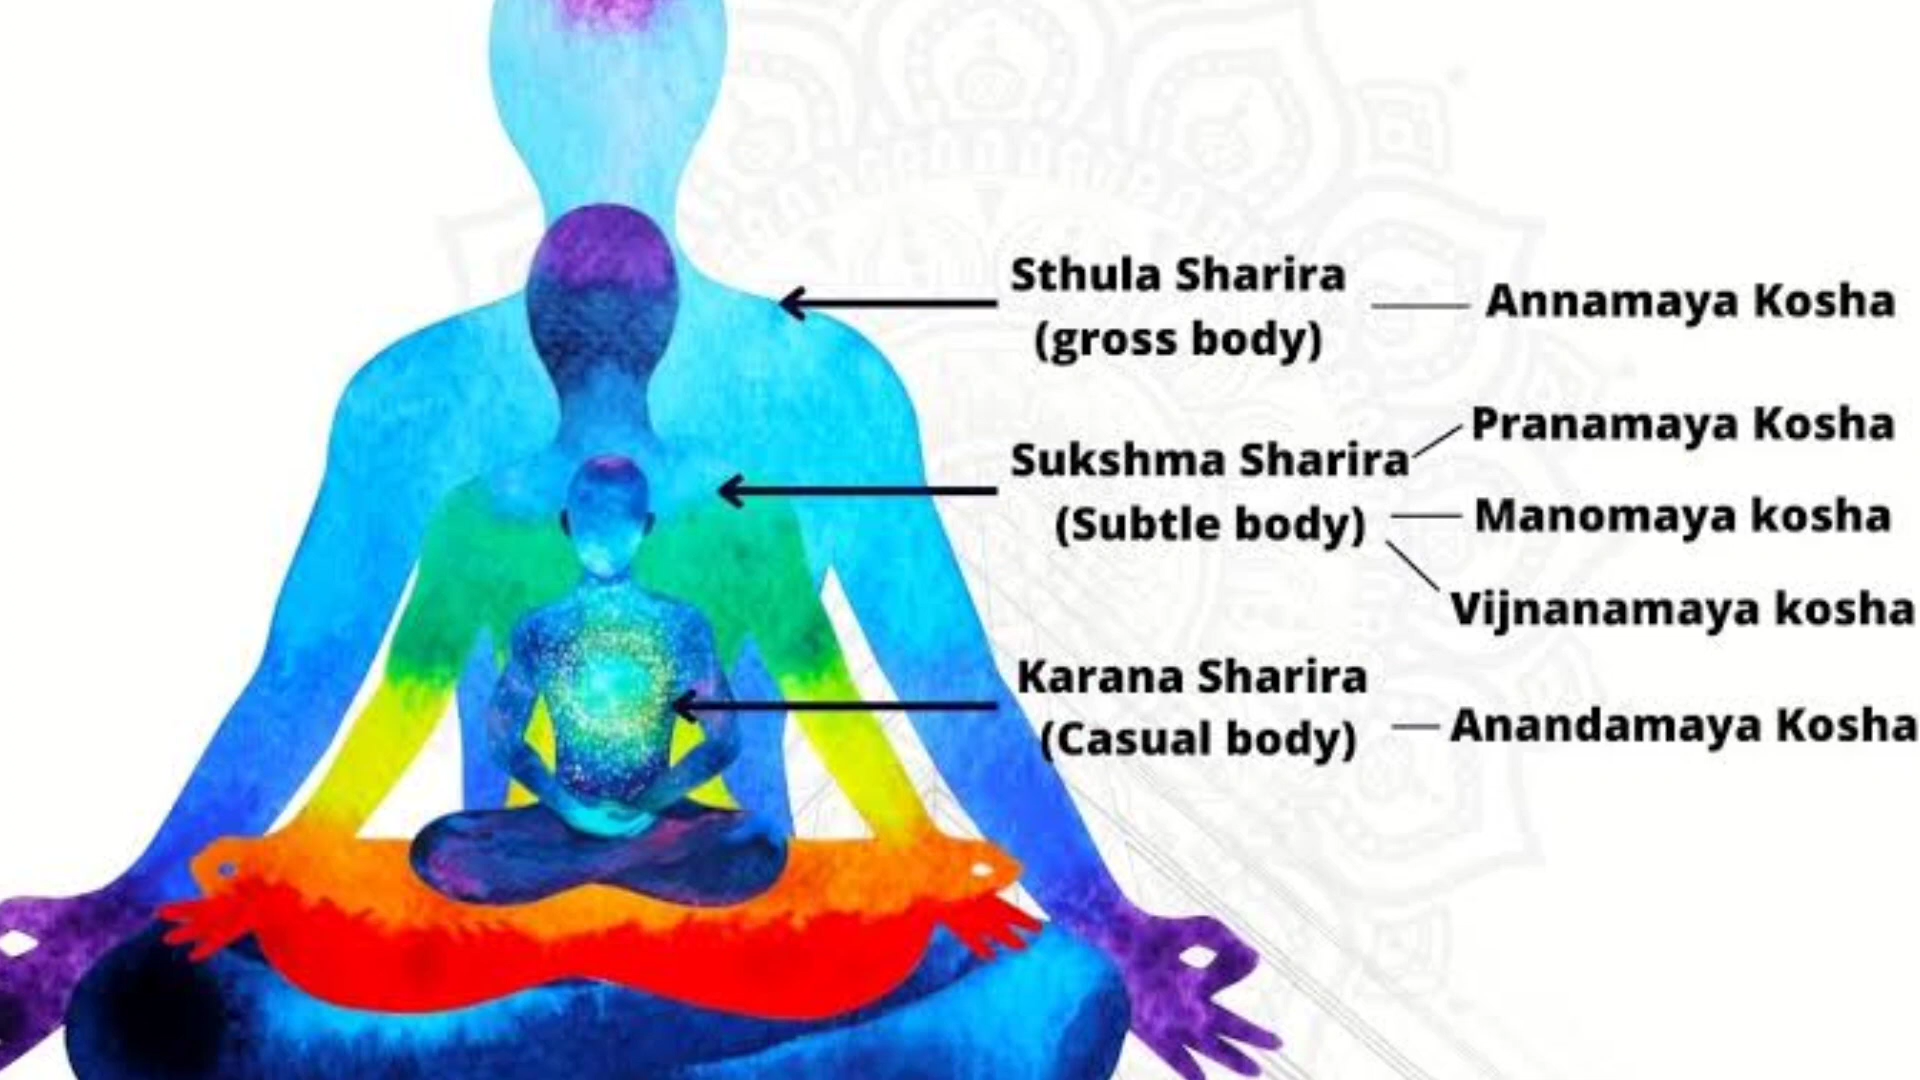 Sthula Sharira
(gross body)
Annamaya Kosha
Sukshma Sharira
(Subtle body)
Pranamaya Kosha
Manomaya kosha
Vijnanamaya kosha
Karana Sharira
(Casual body)
Anandamaya Kosha